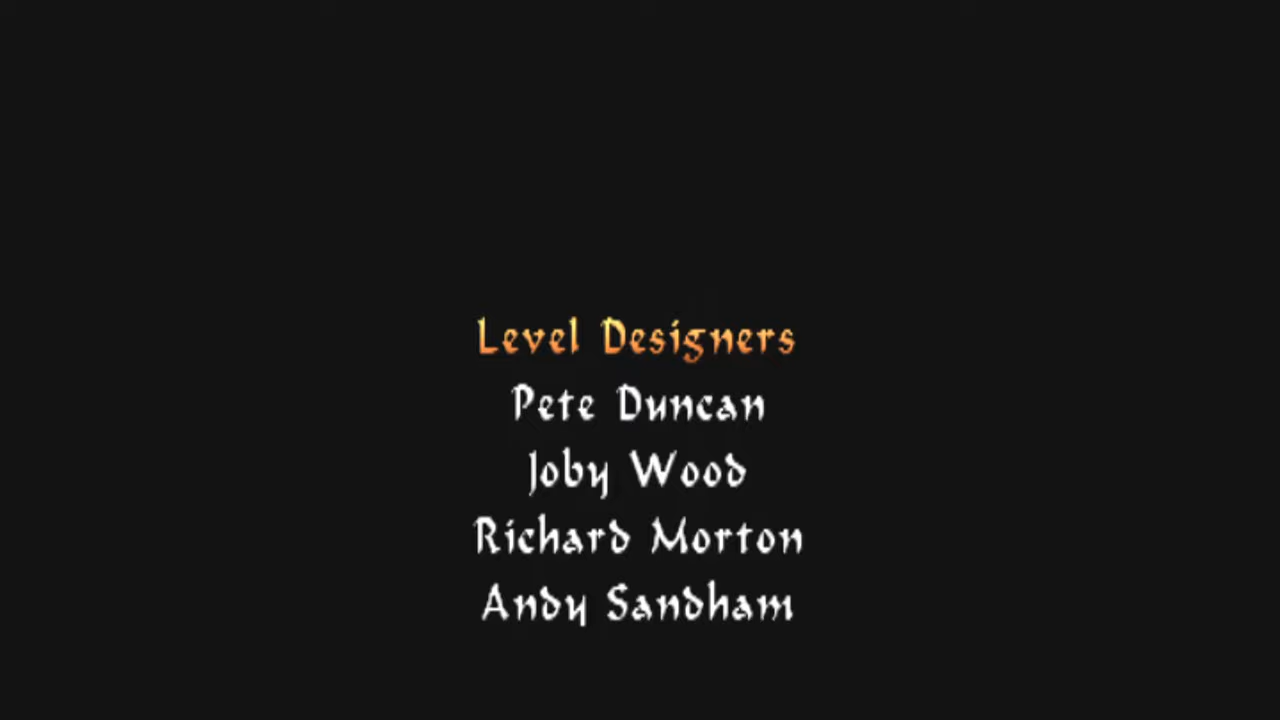 Level Designers
Pete Duncan
Joby Wood
Richard Morton
Andy Sandham